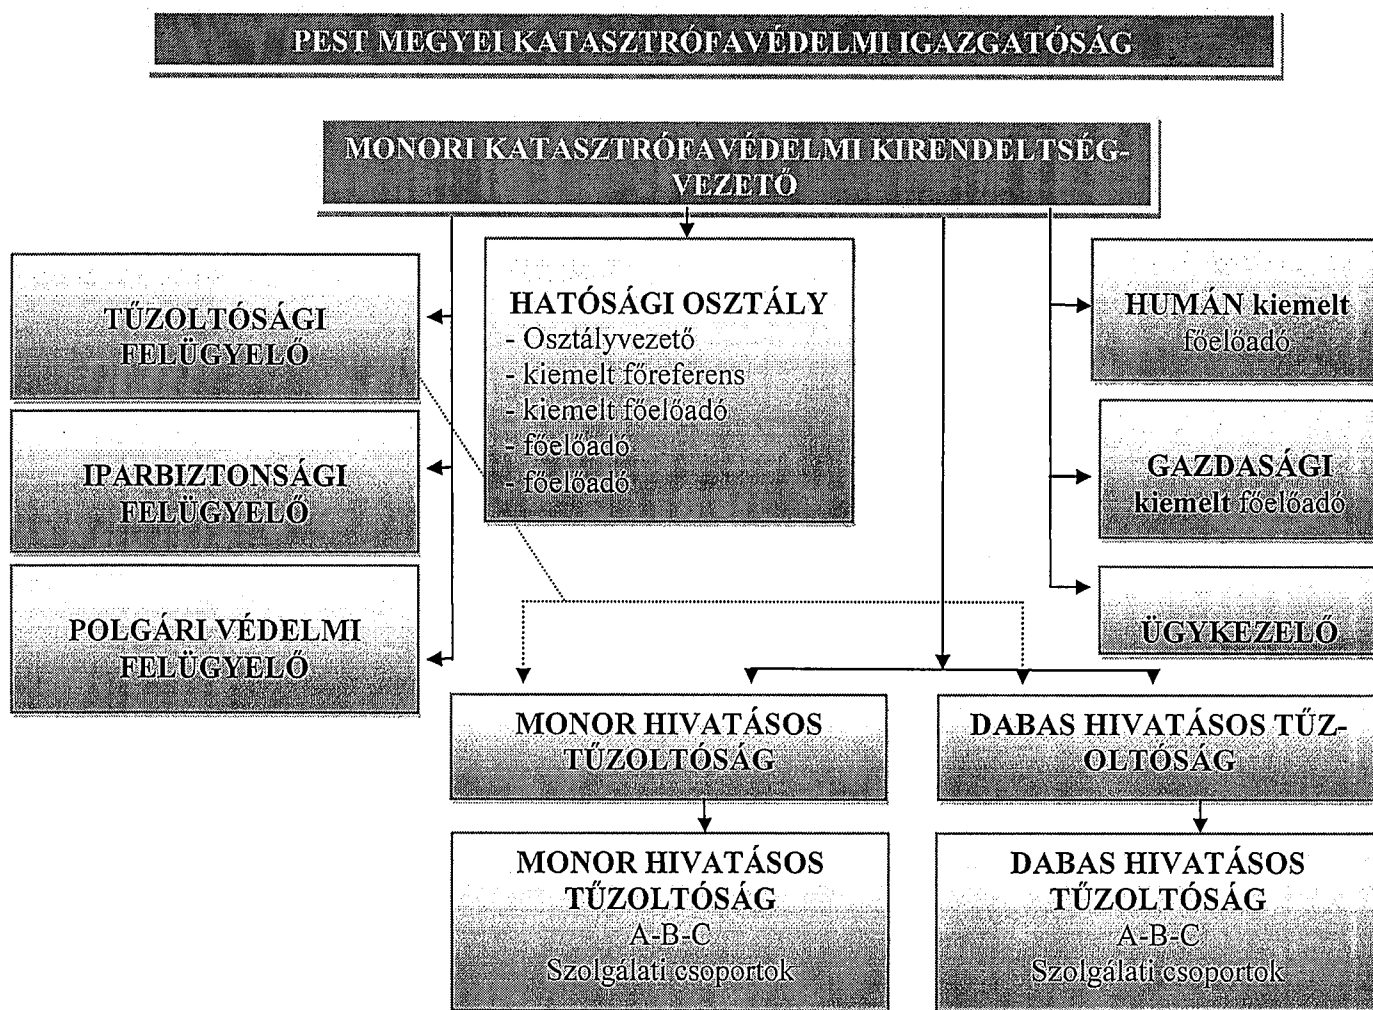 PEST MEGYEI KATASZTRÓFAVÉDELMI IGAZGATÓSÁG
MONORI KATASZTRÓFAVÉDELMI KIRENDELTSÉG-
VEZETŐ
TŰZOLTÓSÁGI
FELÜGYELŐ
IPARBIZTONSÁGI
FELÜGYELŐ
POLGÁRI VÉDELMI
FELÜGYELŐ
HATÓSÁGI OSZTÁLY
- Osztályvezető
- kiemelt főreferens
- kiemelt főelőadó
- főelőadó
- főelőadó
HUMÁN kiemelt
főelőadó
GAZDASÁGI
kiemelt főelőadó
ÜGYKEZELŐ
MONOR HIVATÁSOS
TŰZOLTÓSÁG
DABAS HIVATÁSOS TŰZ-
OLTÓSÁG
MONOR HIVATÁSOS
TŰZOLTÓSÁG
A-B-C
Szolgálati csoportok
DABAS HIVATÁSOS
TŰZOLTÓSÁG
A-B-C
Szolgálati csoportok